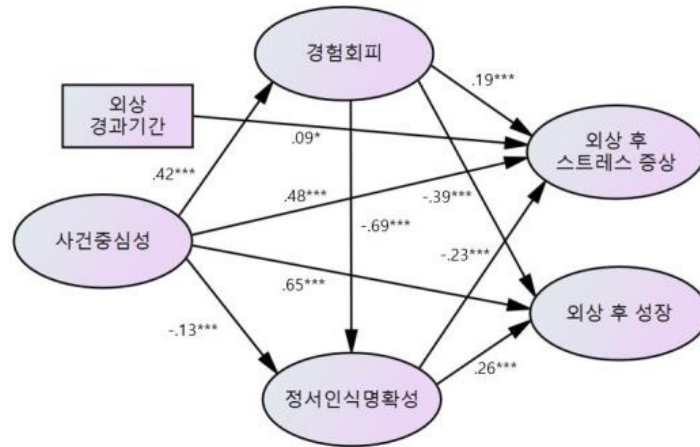 경험회피
외상
경과기간
.19***
.09*
외상 후
스트레스 증상
.42***
.48***
-.39***
사건중심성
-.69***
-.23***
.65***
외상 후 성장
-.13***
.26***
정서인식명확성